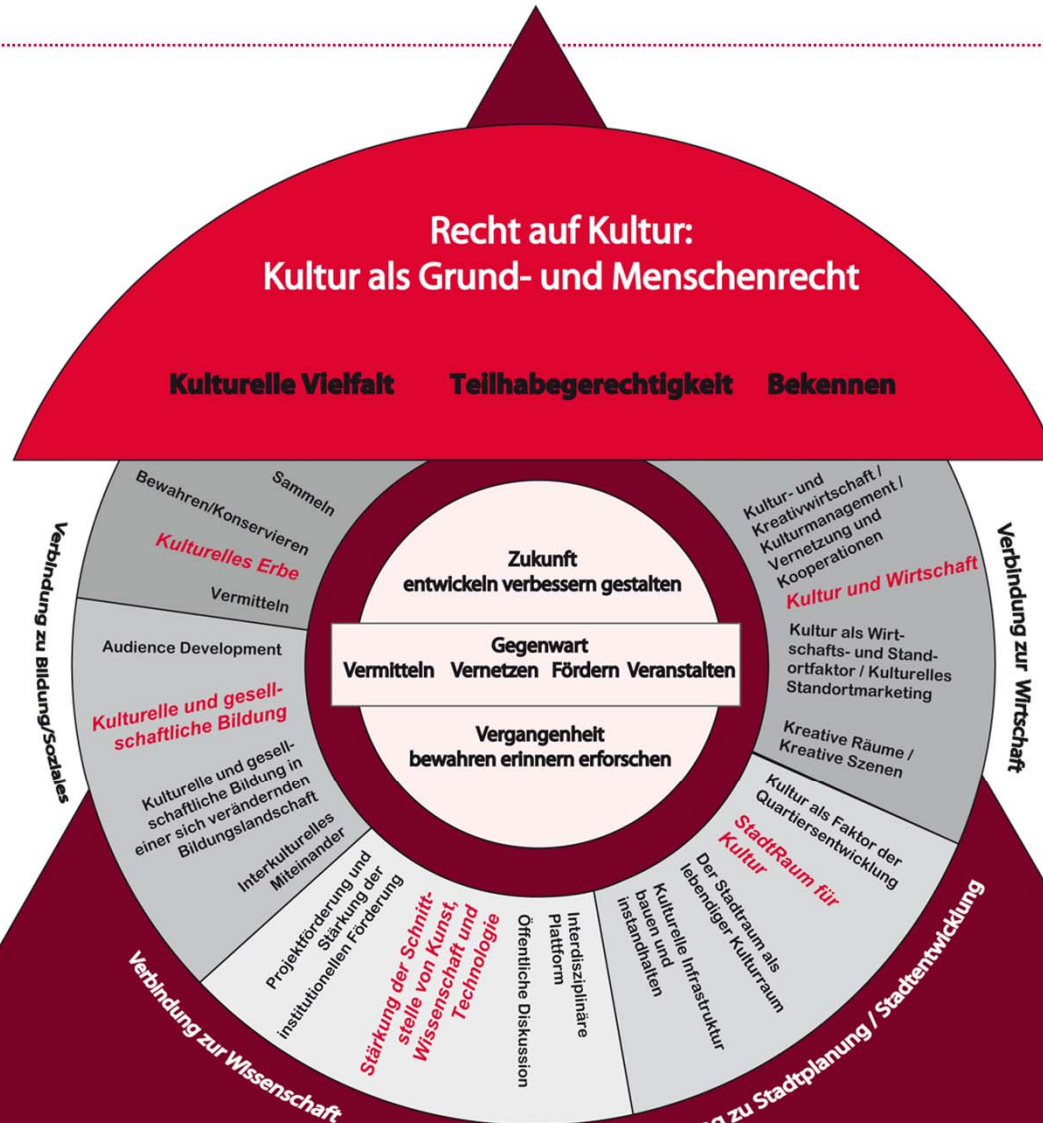 Recht auf Kultur:
Kultur als Grund- und Menschenrecht
Kulturelle Vielfalt Teilhabegerechtigkeit Bekennen
Sammeln
Bewahren/Konservieren
Kulturelles Erbe
Vermitteln
Audience Development
Kulturelle und gesell-
schaftliche Bildung
Kulturelle und gesell-
schaftliche Bildung in
einer sich verändernden
Bildungslandschaft
Interkulturelles
Miteinander
Verbindung zu Bildung/Soziales
Zukunft
entwickeln verbessern gestalten
Gegenwart
Vermitteln Vernetzen Fördern Veranstalten
Vergangenheit
bewahren erinnern erforschen
Kultur- und
Kreativwirtschaft /
Kulturmanagement /
Vernetzung und
Kooperationen
Kultur und Wirtschaft
Kultur als Wirt-
schafts- und Stand-
ortfaktor / Kulturelles
Standortmarketing
Kreative Räume /
Kreative Szenen
Verbindung zur Wirtschaft
Kultur als Faktor der
Quartiersentwicklung
StadtRaum für
Kultur
Der Stadtraum als
lebendiger Kulturraum
Kulturelle Infrastruktur
bauen und
instandhalten
ng zu Stadtplanung / Stadtentwicklung
Interdisziplinäre
Plattform
Öffentliche Diskussion
Stärkung der Schnitt-
stelle von Kunst,
Wissenschaft und
Technologie
Projektförderung und
Stärkung der
institutionellen Förderung
Verbindung zur Wissenschaft